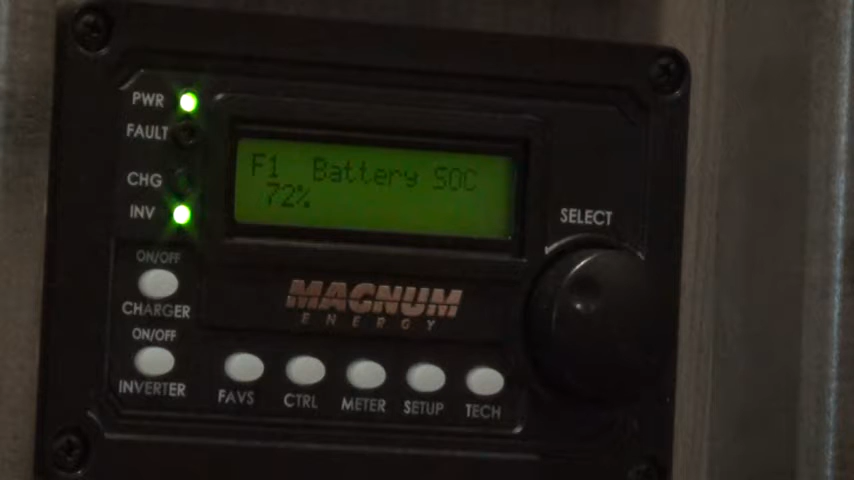 PWR
FAULT
CHG
INV
F1 Battery SOC
72%
SELECT
ON/OFF
CHARGER
ON/OFF
INVERTER
MAGNUM
ENERGY
FAVS CTRL METER SETUP TECH